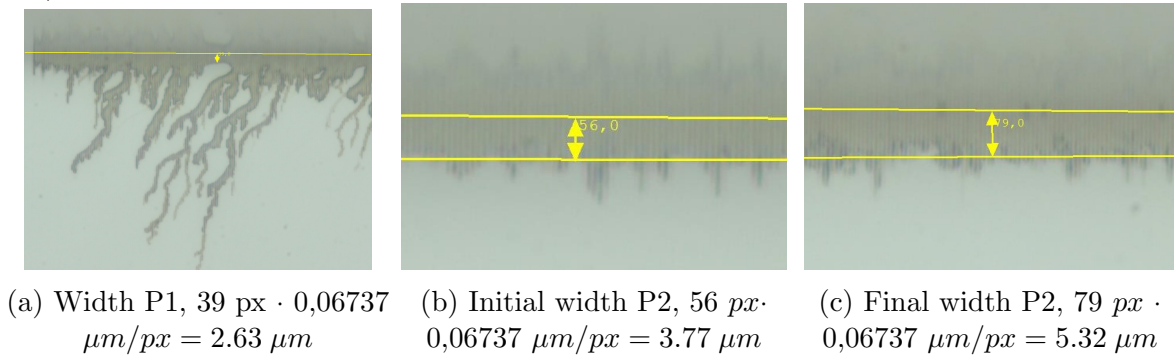 56,0
79,0
(a) Width P1, 39 px · 0,06737
μm/px = 2.63 μm
(b) Initial width P2, 56 px·
0,06737 μm/px = 3.77 μm
(c) Final width P2, 79 px ·
0,06737 μm/px = 5.32 μm